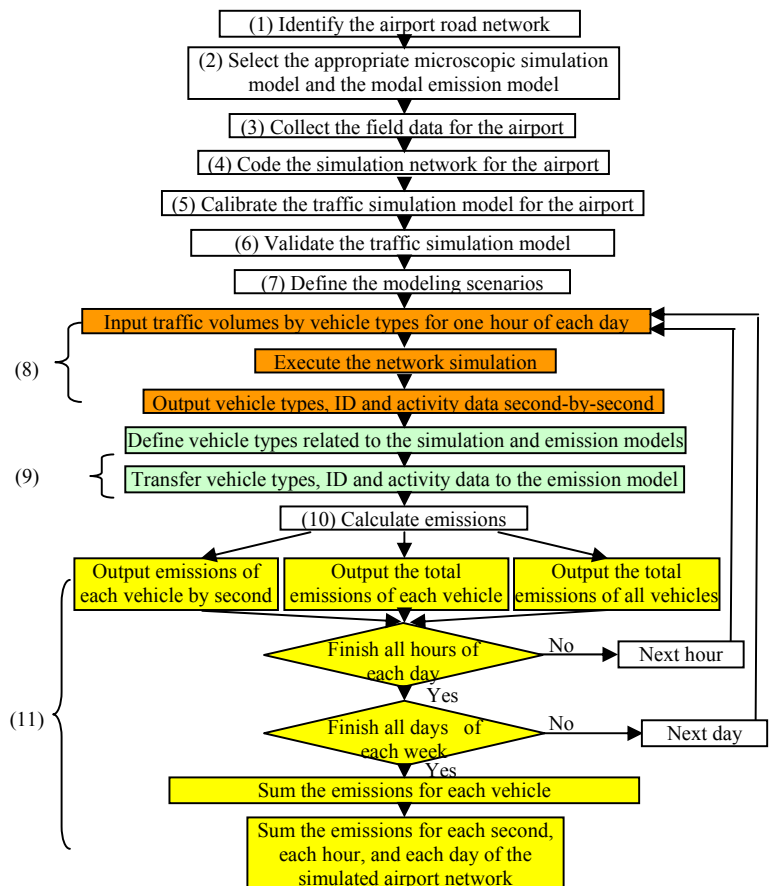 (1) Identify the airport road network
(2) Select the appropriate microscopic simulation
model and the modal emission model
(3) Collect the field data for the airport
(4) Code the simulation network for the airport
(5) Calibrate the traffic simulation model for the airport
(6) Validate the traffic simulation model
(7) Define the modeling scenarios
Input traffic volumes by vehicle types for one hour of each day
(8)
Execute the network simulation
Output vehicle types, ID and activity data second-by-second
Define vehicle types related to the simulation and emission models
(9)
Transfer vehicle types, ID and activity data to the emission model
(10) Calculate emissions
Output emissions of
each vehicle by second
Output the total
emissions of each vehicle
Output the total
emissions of all vehicles
Finish all hours of
each day
No
Next hour
Yes
(11)
Finish all days of
each week
No
Next day
Yes
Sum the emissions for each vehicle
Sum the emissions for each second,
each hour, and each day of the
simulated airport network